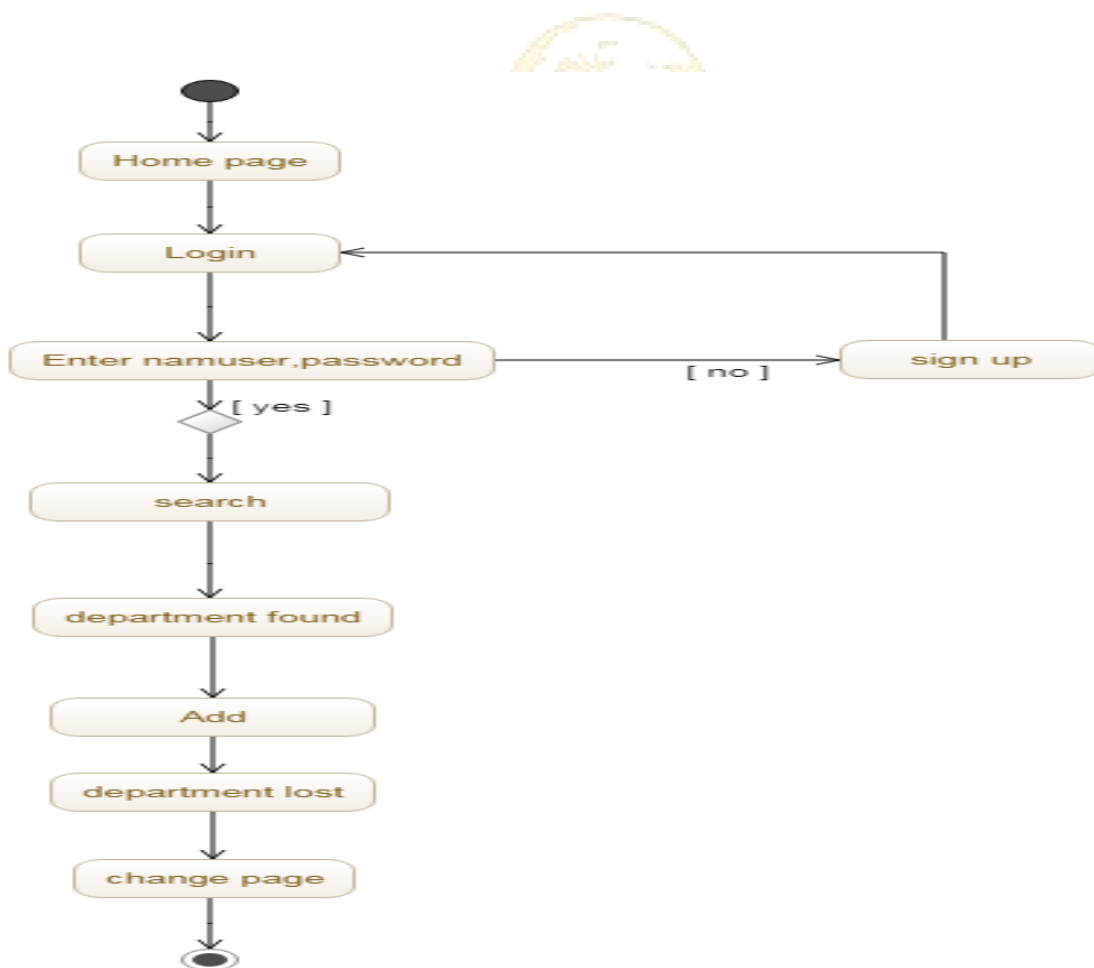 Home page
Login
Enter namuser,password
[ no ]
sign up
[ yes ]
search
department found
Add
department lost
change page